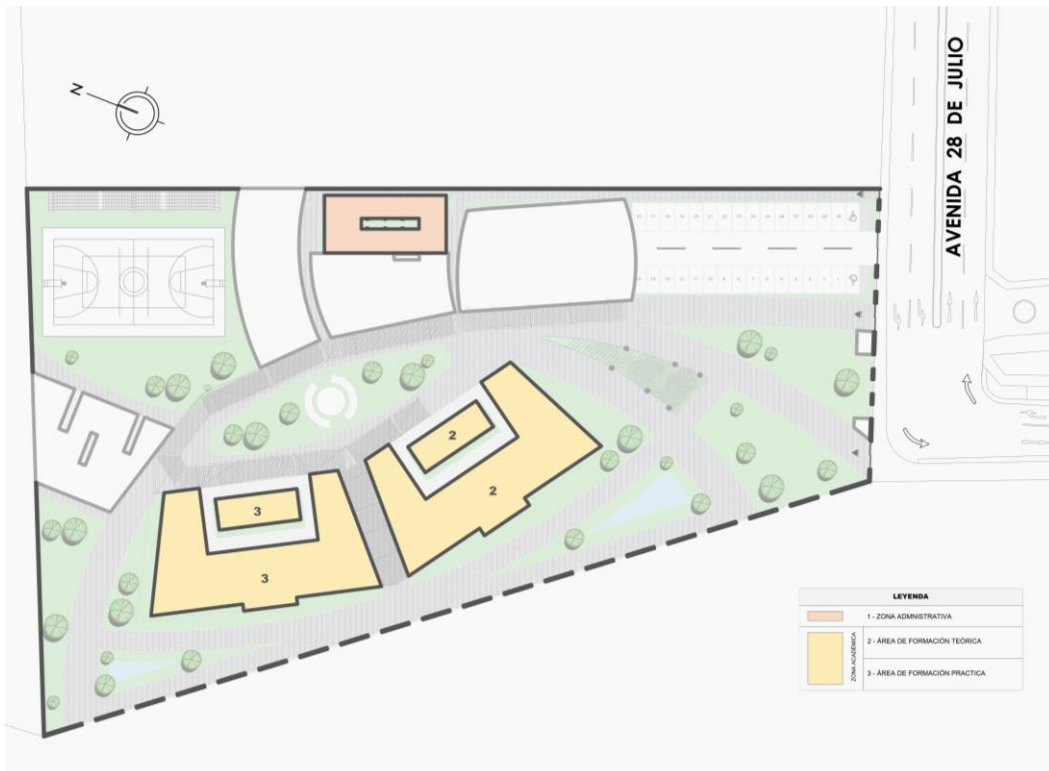 N
AVENIDA 28 DE JULIO
2
2
3
3
LEYENDA
1 - ZONA ADMNISTRATIVA
ZONA ACADÉMICA
2 - ÁREA DE FORMACIÓN TEÓRICA
3 - ÁREA DE FORMACIÓN PRACTICA